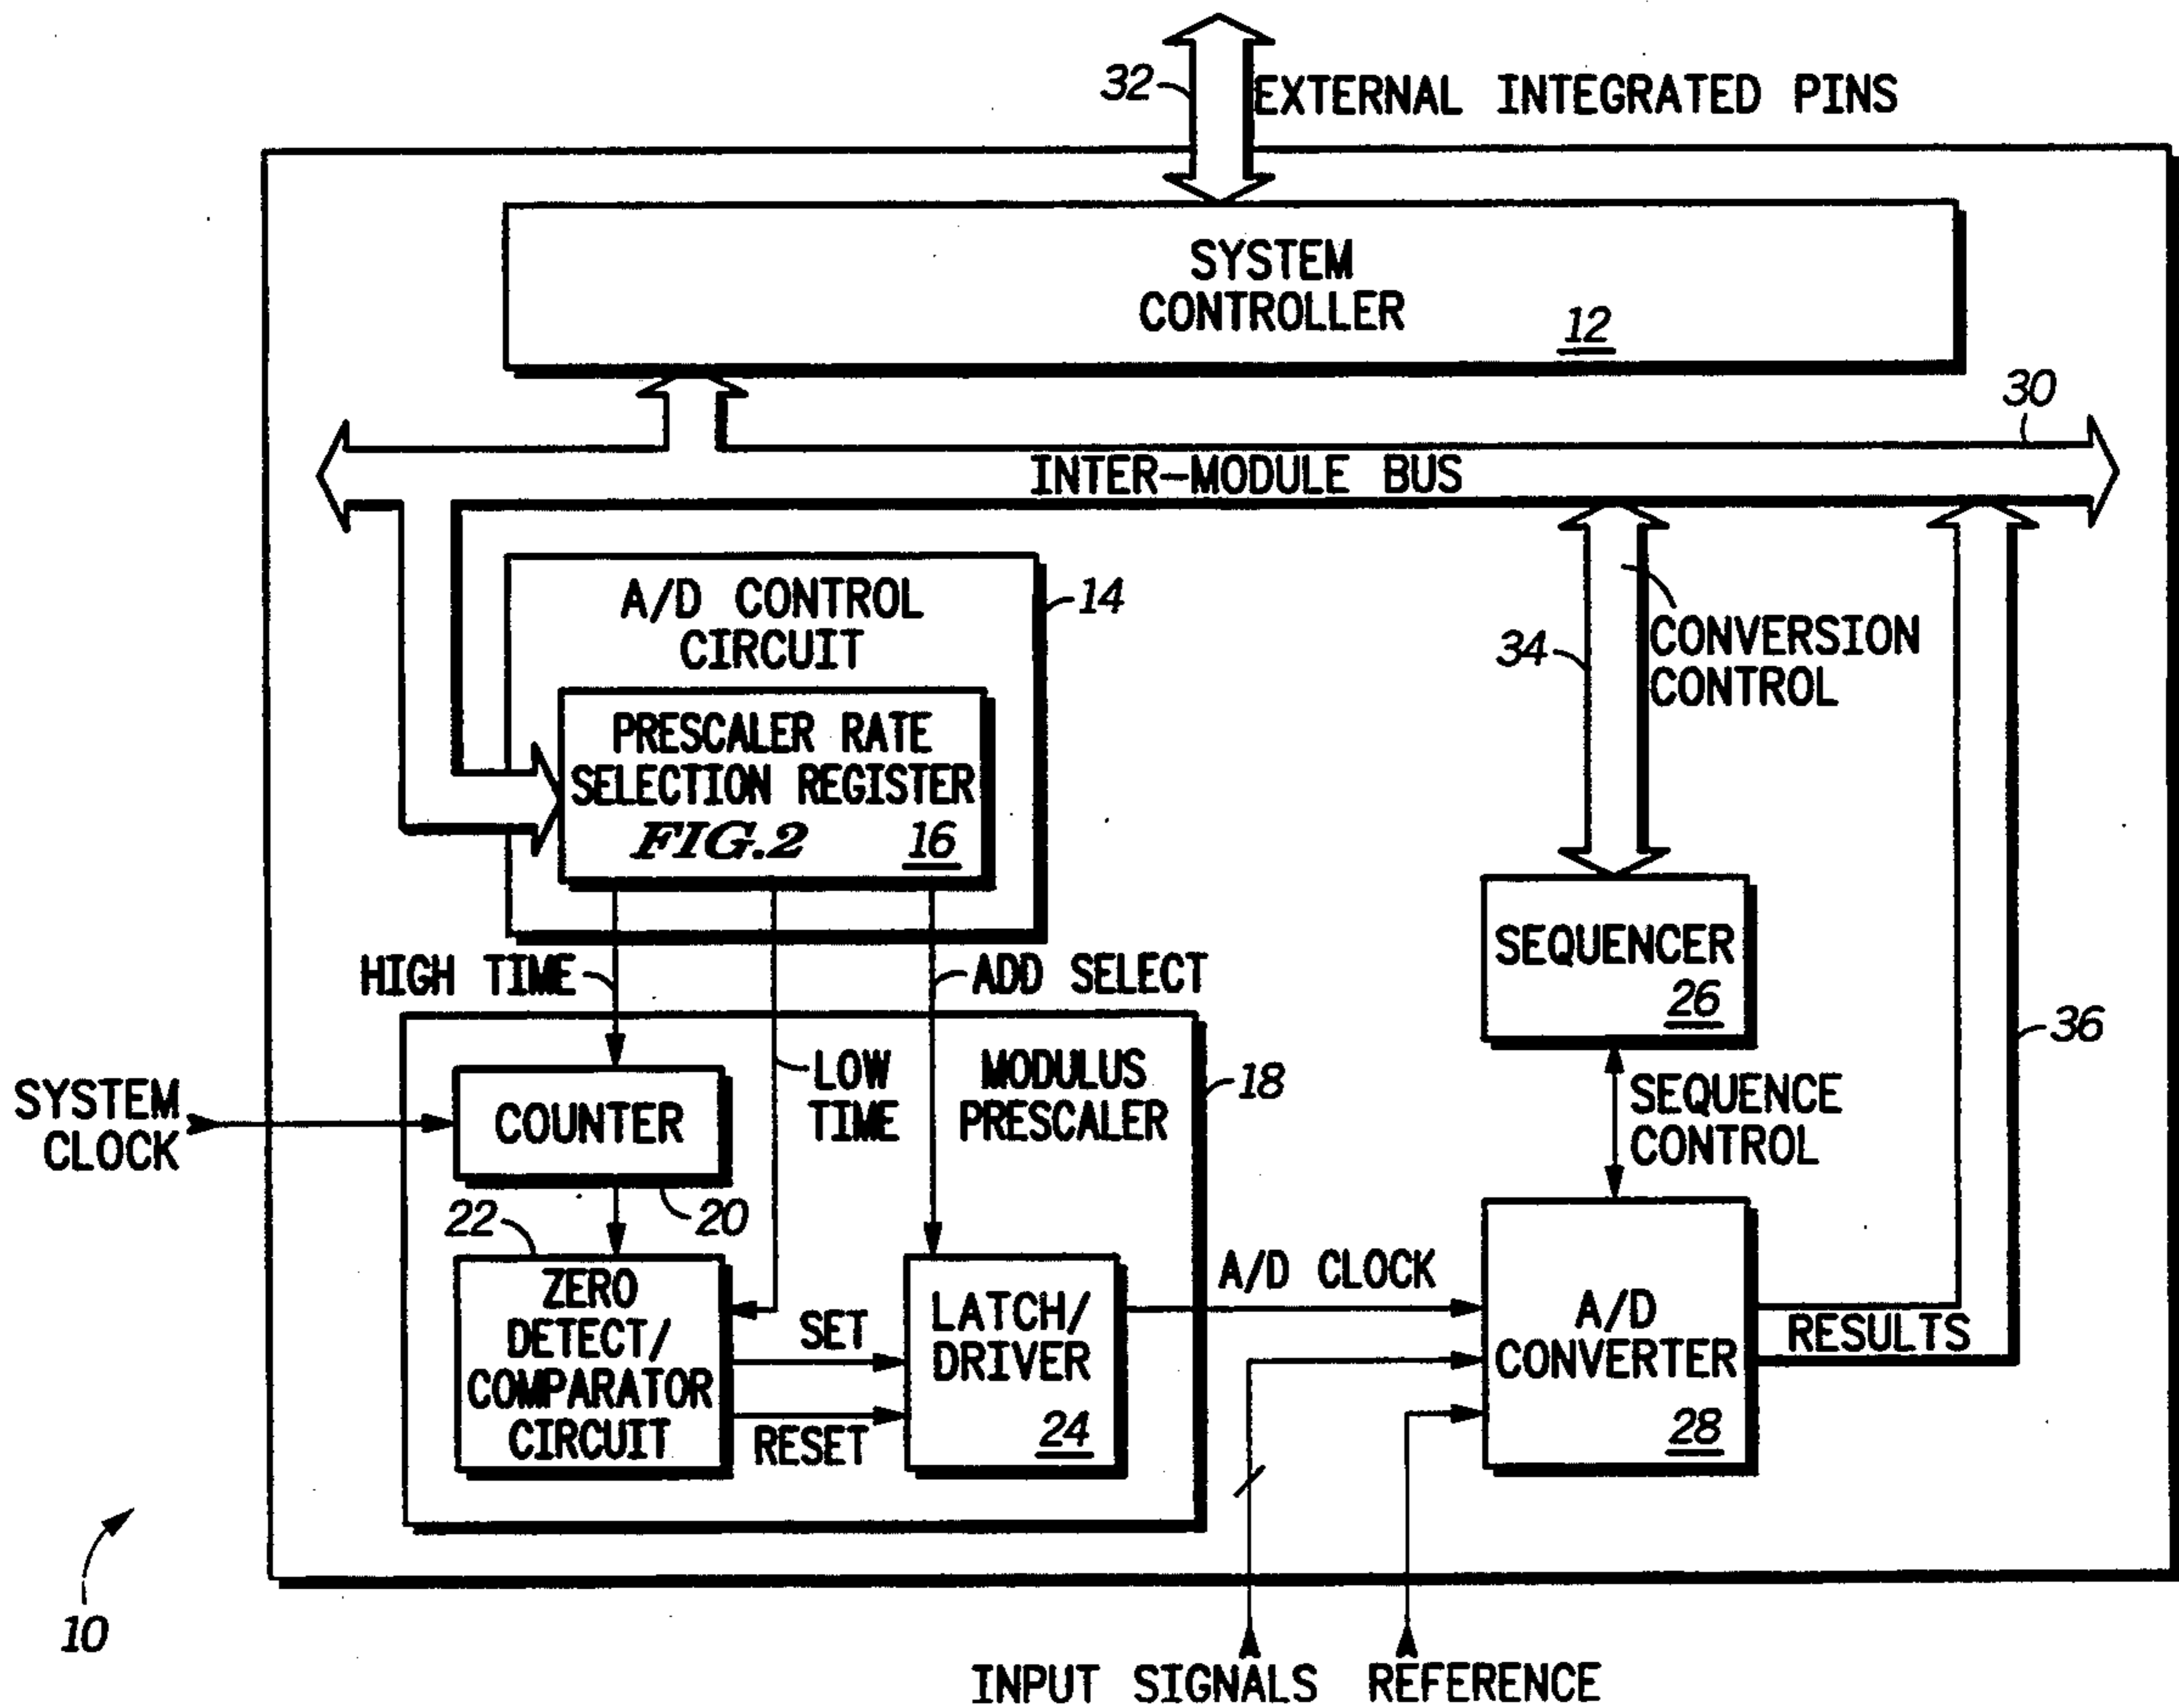 32
EXTERNAL INTEGRATED PINS
SYSTEM
CONTROLLER
12
30
INTER-MODULE BUS
A/D CONTROL
CIRCUIT
14
PRESCALER RATE
SELECTION REGISTER
FIG.2
16
34
CONVERSION
CONTROL
SEQUENCER
26
HIGH TIME
ADD SELECT
36
LOW
TIME
MODULUS
PRESCALER
18
SYSTEM
CLOCK
COUNTER
20
SEQUENCE
CONTROL
22
ZERO
DETECT/
COMPARATOR
CIRCUIT
SET
RESET
LATCH/
DRIVER
24
A/D CLOCK
A/D
CONVERTER
28
RESULTS
10
INPUT SIGNALS
REFERENCE